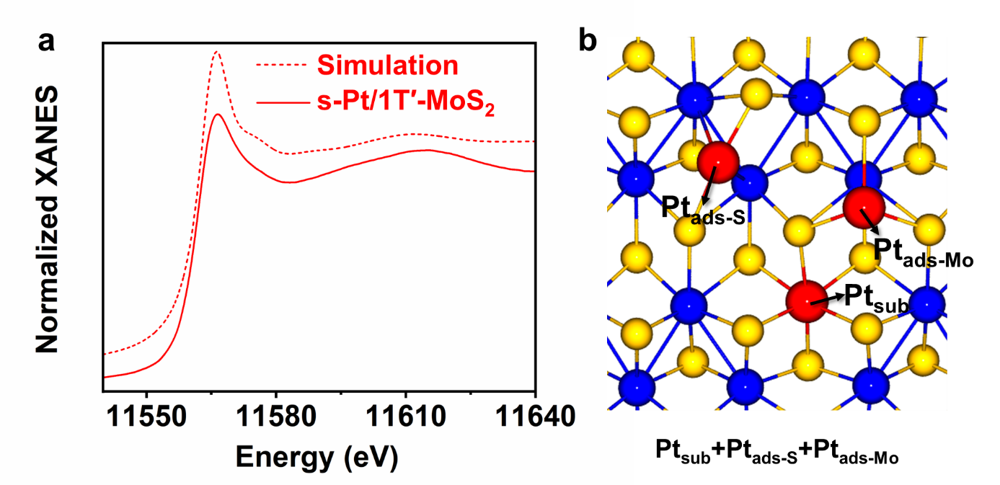 a
Simulation
s-Pt/1T′-MoS₂
Normalized XANES
11550 11580 11610 11640
Energy (eV)
b
Ptads-S
Ptads-Mo
Ptsub
Ptsub+Ptads-S+Ptads-Mo